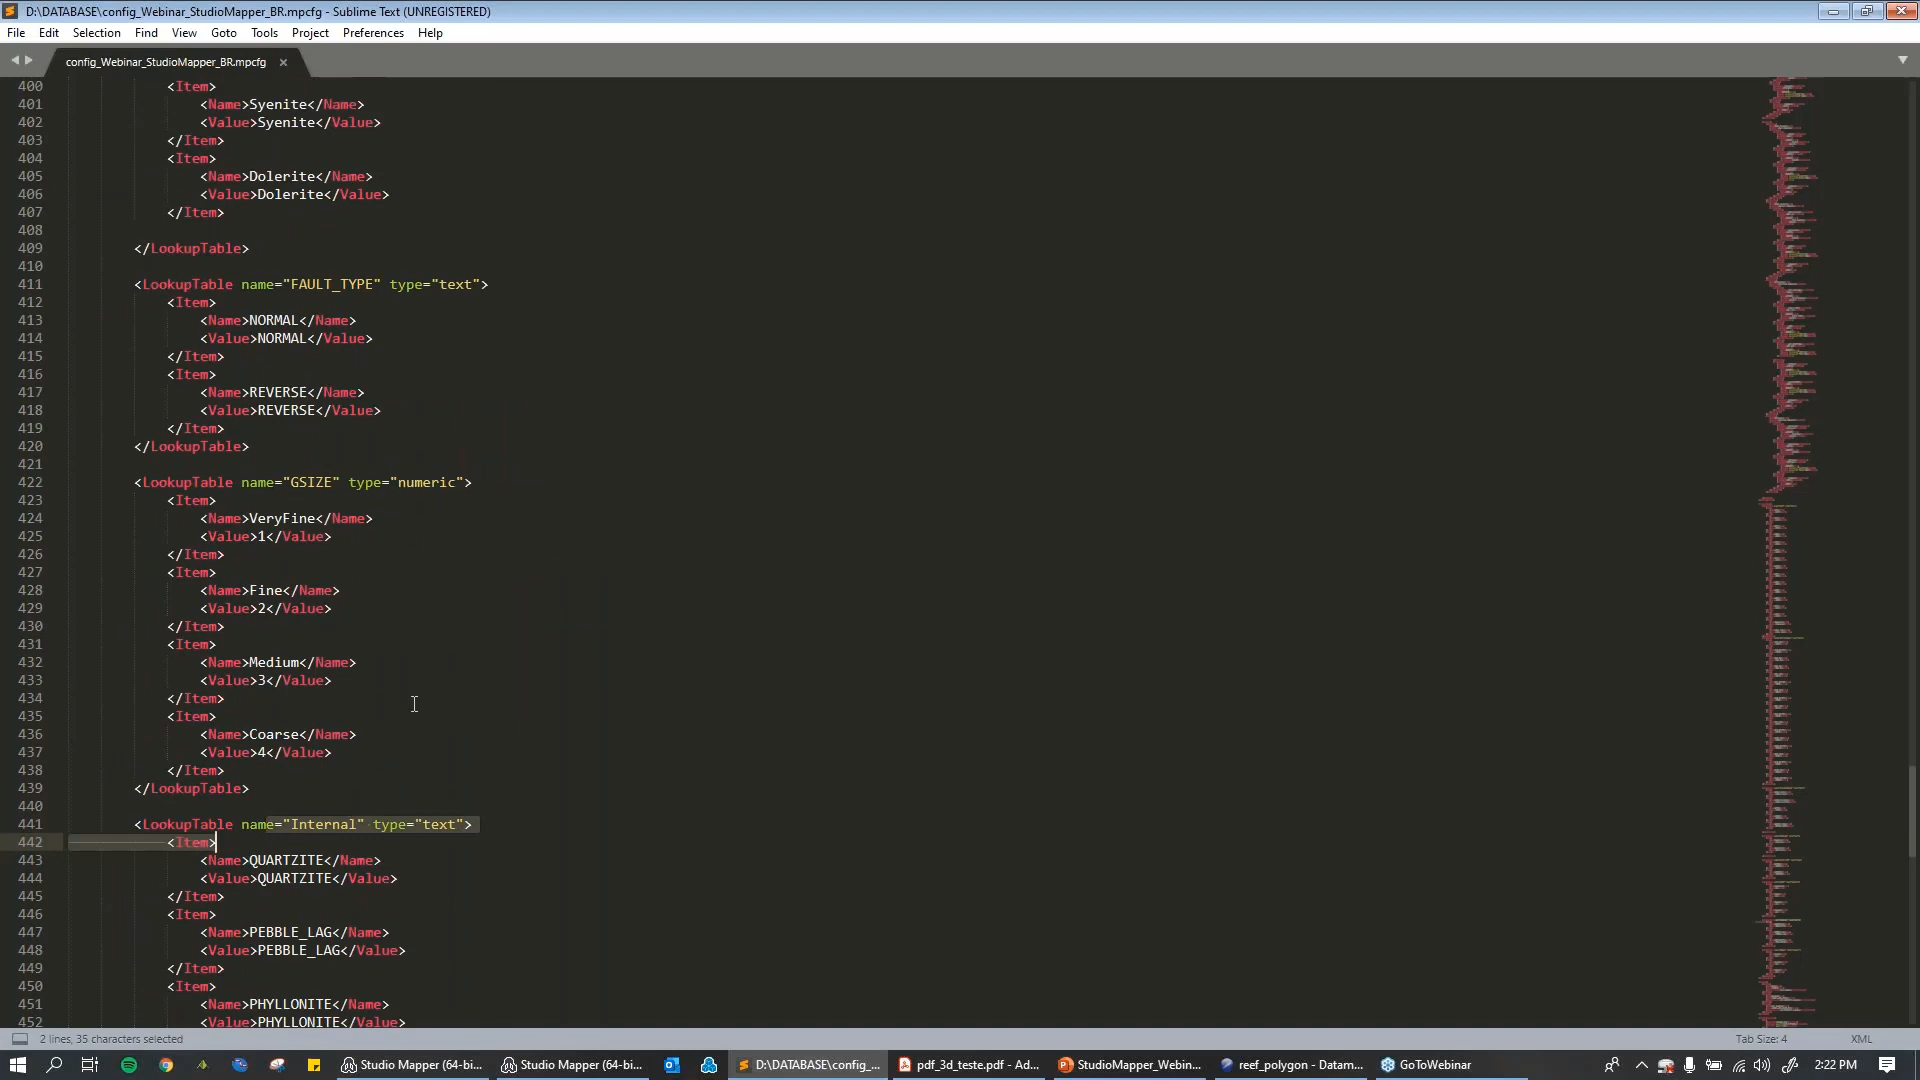 D:\DATABASE\config_Webinar_StudioMapper_BR.mpcfg - Sublime Text (UNREGISTERED)
File Edit Selection Find View Goto Tools Project Preferences Help
config_Webinar_StudioMapper_BR.mpcfg
400 <Item>
401 <Name>Syenite</Name>
402 <Value>Syenite</Value>
403 </Item>
404 <Item>
405 <Name>Dolerite</Name>
406 <Value>Dolerite</Value>
407 </Item>
408
409 </LookupTable>
410
411 <LookupTable name="FAULT_TYPE" type="text">
412 <Item>
413 <Name>NORMAL</Name>
414 <Value>NORMAL</Value>
415 </Item>
416 <Item>
417 <Name>REVERSE</Name>
418 <Value>REVERSE</Value>
419 </Item>
420 </LookupTable>
421
422 <LookupTable name="GSIZE" type="numeric">
423 <Item>
424 <Name>VeryFine</Name>
425 <Value>1</Value>
426 </Item>
427 <Item>
428 <Name>Fine</Name>
429 <Value>2</Value>
430 </Item>
431 <Item>
432 <Name>Medium</Name>
433 <Value>3</Value>
434 </Item>
435 <Item>
436 <Name>Coarse</Name>
437 <Value>4</Value>
438 </Item>
439 </LookupTable>
440
441 <LookupTable name="Internal" type="text">
442 <Item>
443 <Name>QUARTZITE</Name>
444 <Value>QUARTZITE</Value>
445 </Item>
446 <Item>
447 <Name>PEBBLE_LAG</Name>
448 <Value>PEBBLE_LAG</Value>
449 </Item>
450 <Item>
451 <Name>PHYLLONITE</Name>
452 <Value>PHYLLONITE</Value>
2 lines, 35 characters selected Tab Size: 4 XML
Studio Mapper (64-bi... Studio Mapper (64-bi... D:\DATABASE\config_... pdf_3d_teste.pdf - Ad... StudioMapper_Webin... reef_polygon - Datam... GoToWebinar 2:22 PM